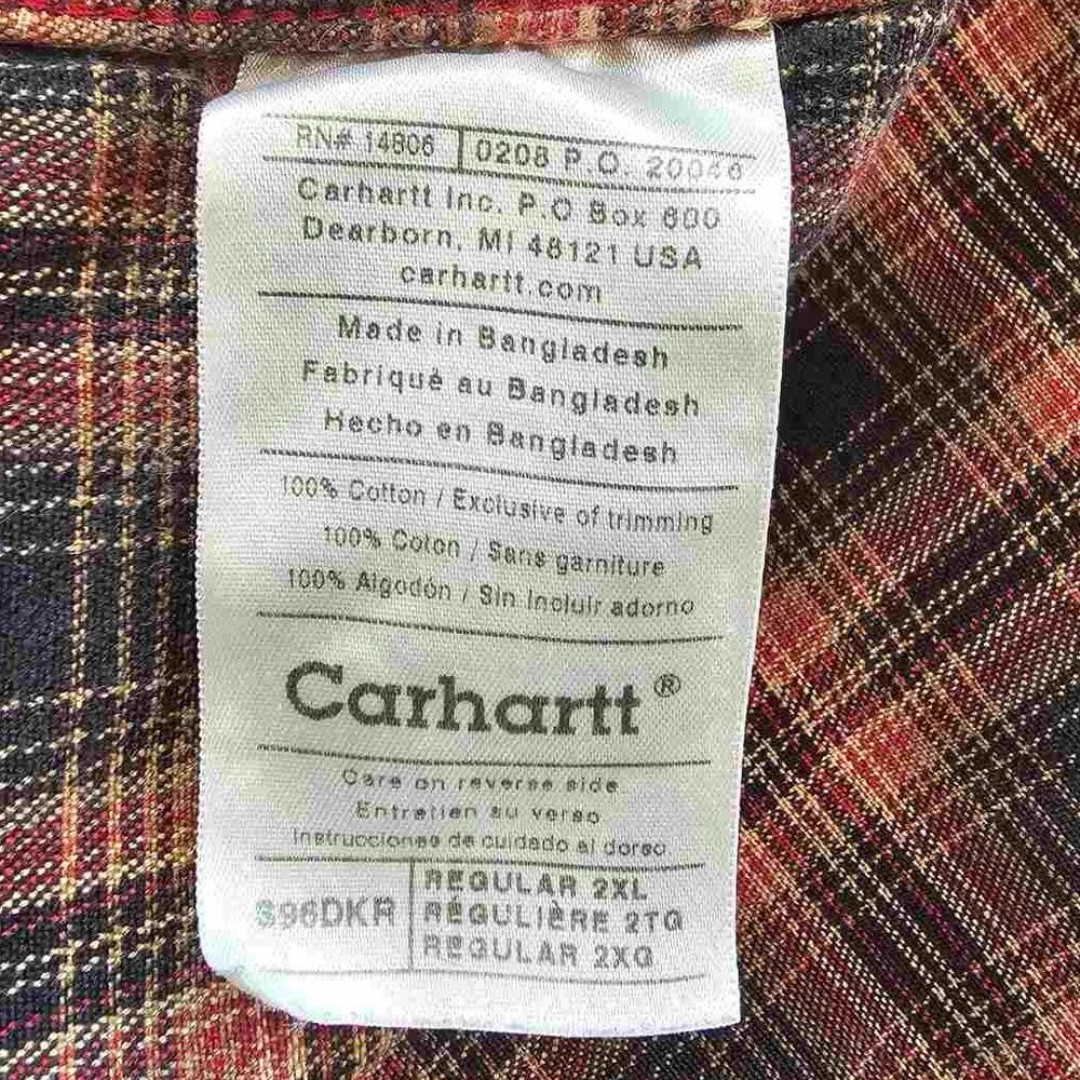 RN# 14806 0208 P.O. 20046
Carhartt Inc. P.O Box 600
Dearborn, MI 48121 USA
carhartt.com
Made in Bangladesh
Fabriqué au Bangladesh
Hecho en Bangladesh
100% Cotton / Exclusive of trimming
100% Coton / Sans garniture
100% Algodón / Sin Incluir adorno
Carhartt®
Care on reverse side
Entretien au verso
Instrucciones de cuidado al dorso
S96DKR
REGULAR 2XL
RÉGULIÈRE 2TG
REGULAR 2XG